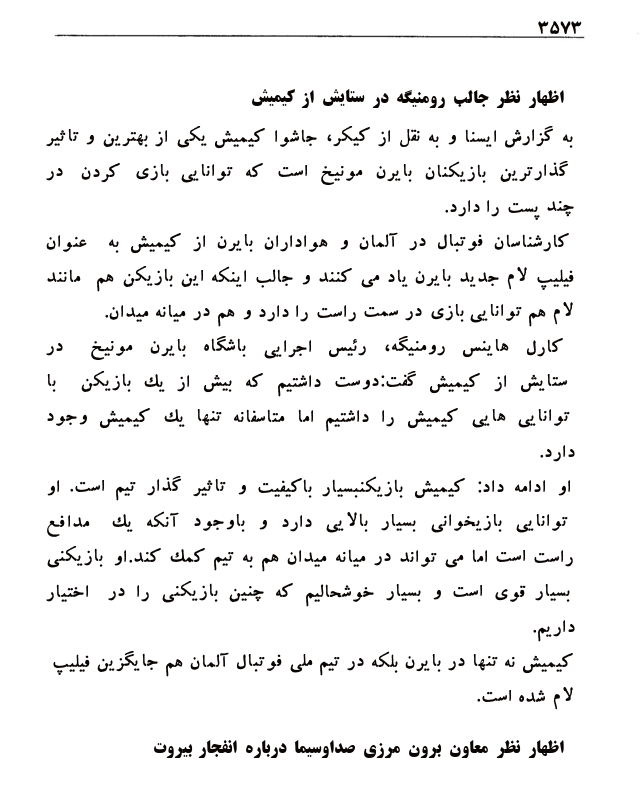 ۳۵۷۳
اظهار نظر جالب رومنیگه در ستایش از کیمیش
به گزارش ایسنا و به نقل از کیکر، جاشوا کیمیش یکی از بهترین و تاثیر
گذارترین بازیکنان بایرن مونیخ است که توانایی بازی کردن در
چند پست را دارد.
کارشناسان فوتبال در آلمان و هواداران بایرن از کیمیش به عنوان
فیلیپ لام جدید بایرن یاد می کنند و جالب اینکه این بازیکن هم مانند
لام هم توانایی بازی در سمت راست را دارد و هم در میانه میدان.
کارل هاینس رومنیگه، رئیس اجرایی باشگاه بایرن مونیخ در
ستایش از کیمیش گفت:دوست داشتیم که بیش از یك بازیکن با
توانایی هایی کیمیش را داشتیم اما متاسفانه تنها یك کیمیش وجود
دارد.
او ادامه داد: کیمیش بازیکنبسیار باکیفیت و تاثیر گذار تیم است. او
توانایی بازیخوانی بسیار بالایی دارد و باوجود آنکه یك مدافع
راست است اما می تواند در میانه میدان هم به تیم کمك کند.او بازیکنی
بسیار قوی است و بسیار خوشحالیم که چنین بازیکنی را در اختیار
داریم.
کیمیش نه تنها در بایرن بلکه در تیم ملی فوتبال آلمان هم جایگزین فیلیپ
لام شده است.
اظهار نظر معاون برون مرزی صداوسیما درباره انفجار بیروت